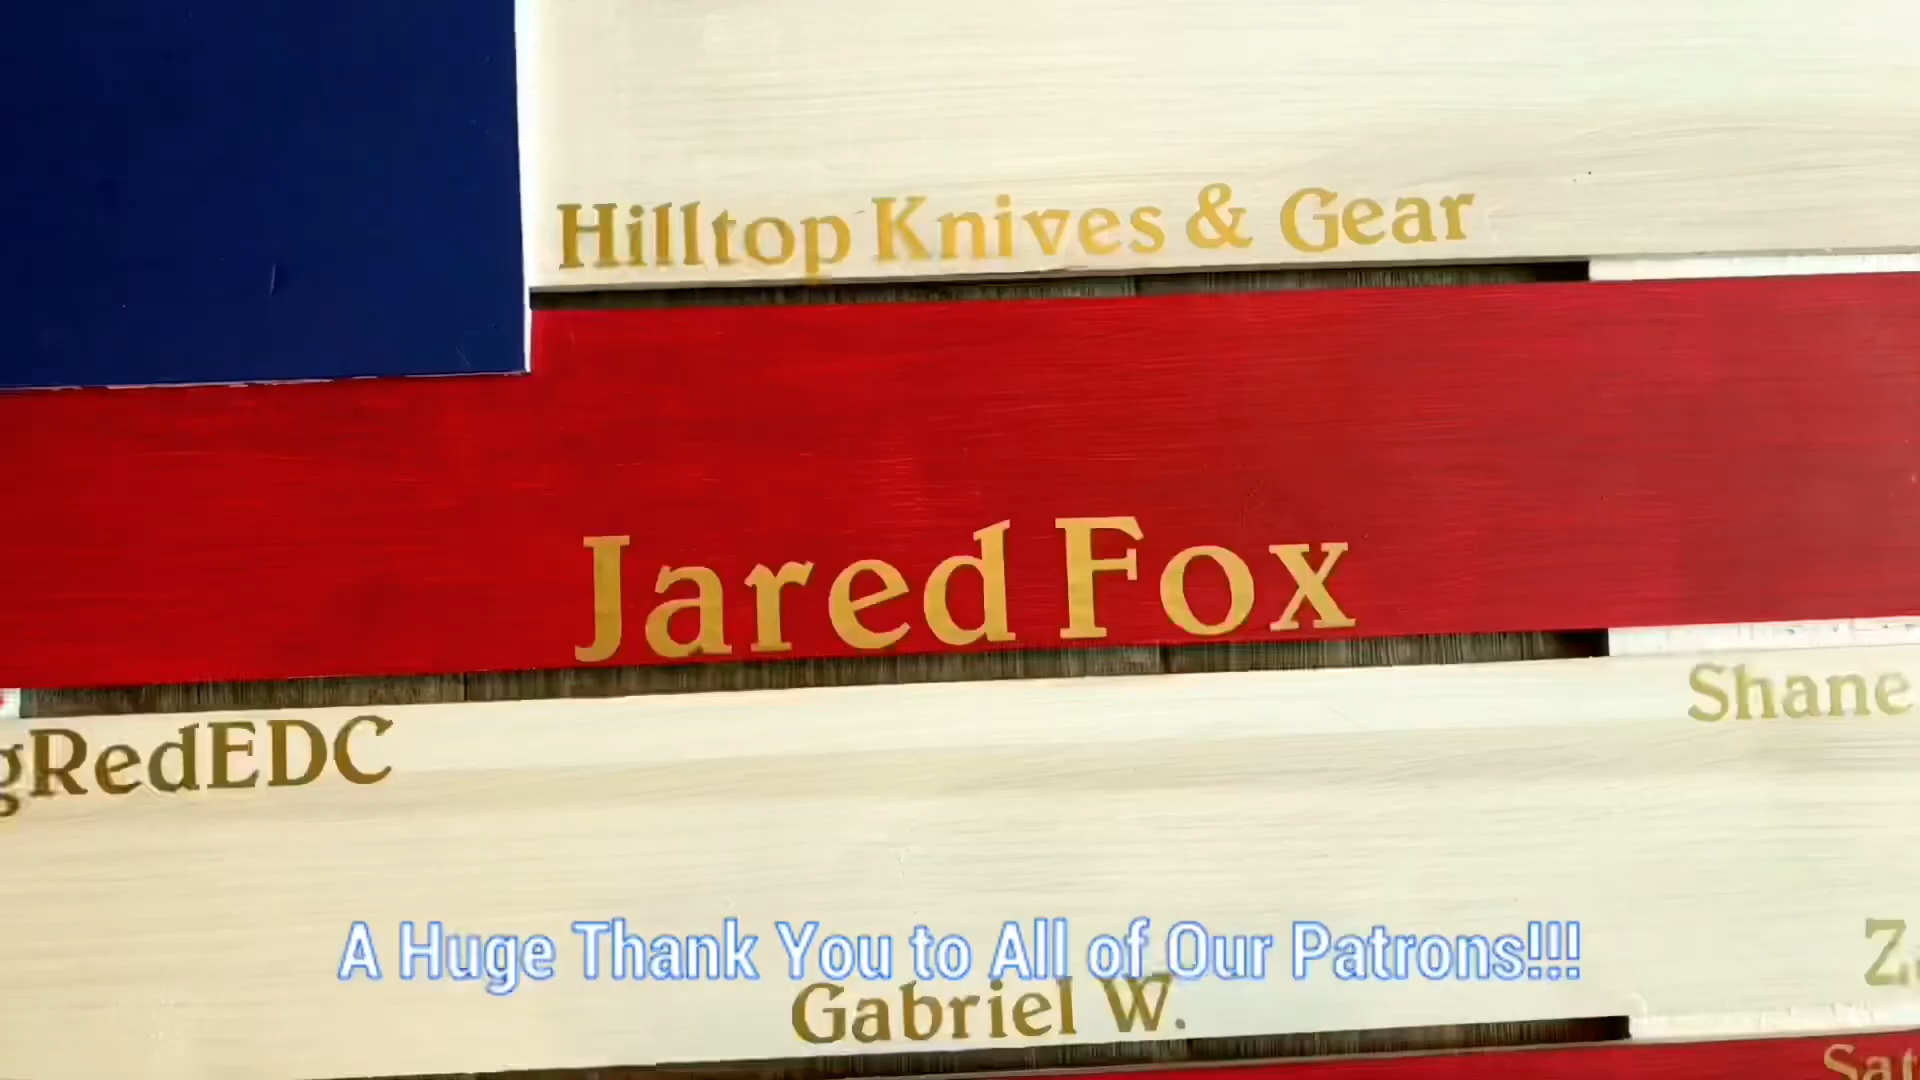 Hilltop Knives & Gear
Jared Fox
Shane
gRedEDC
A Huge Thank You to All of Our Patrons!!!
Gabriel W.